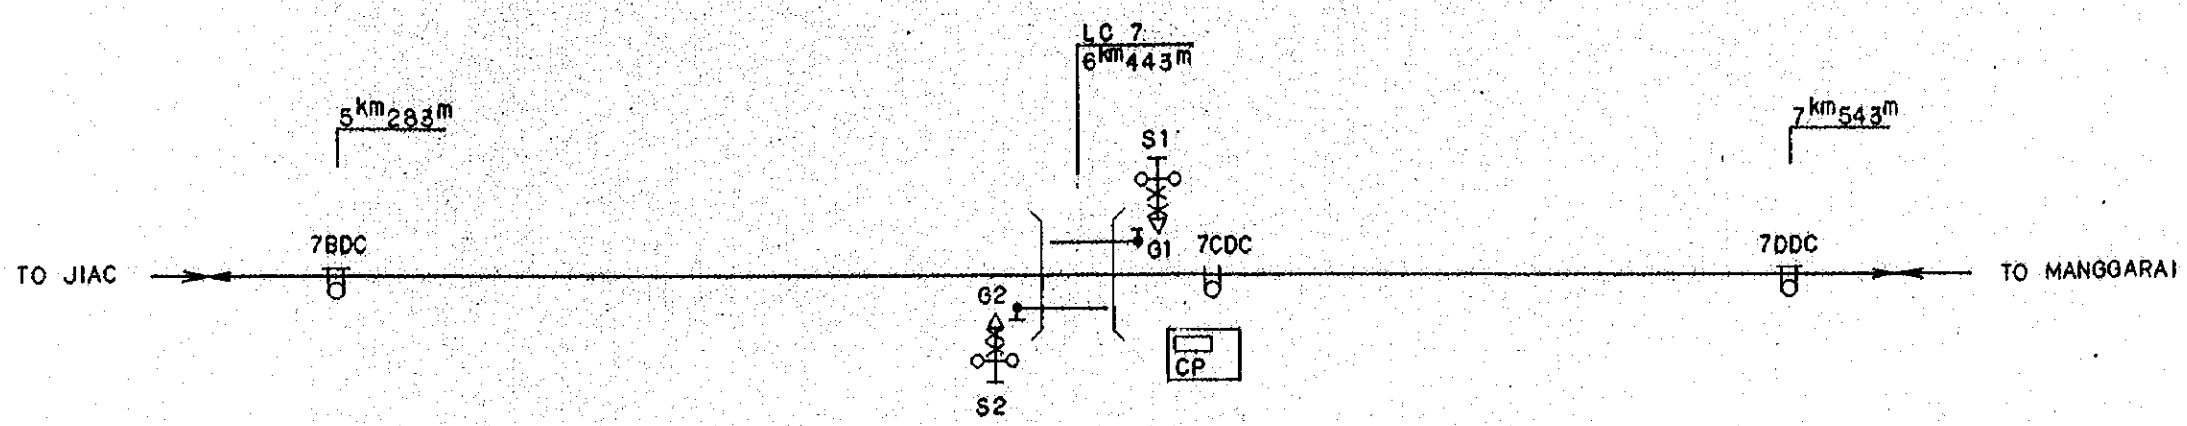 LC 7
6km443m
5km283m
7km543m
S1
7BDC
G1
7CDC
7DDC
TO JIAC
TO MANGGARAI
G2
CP
S2